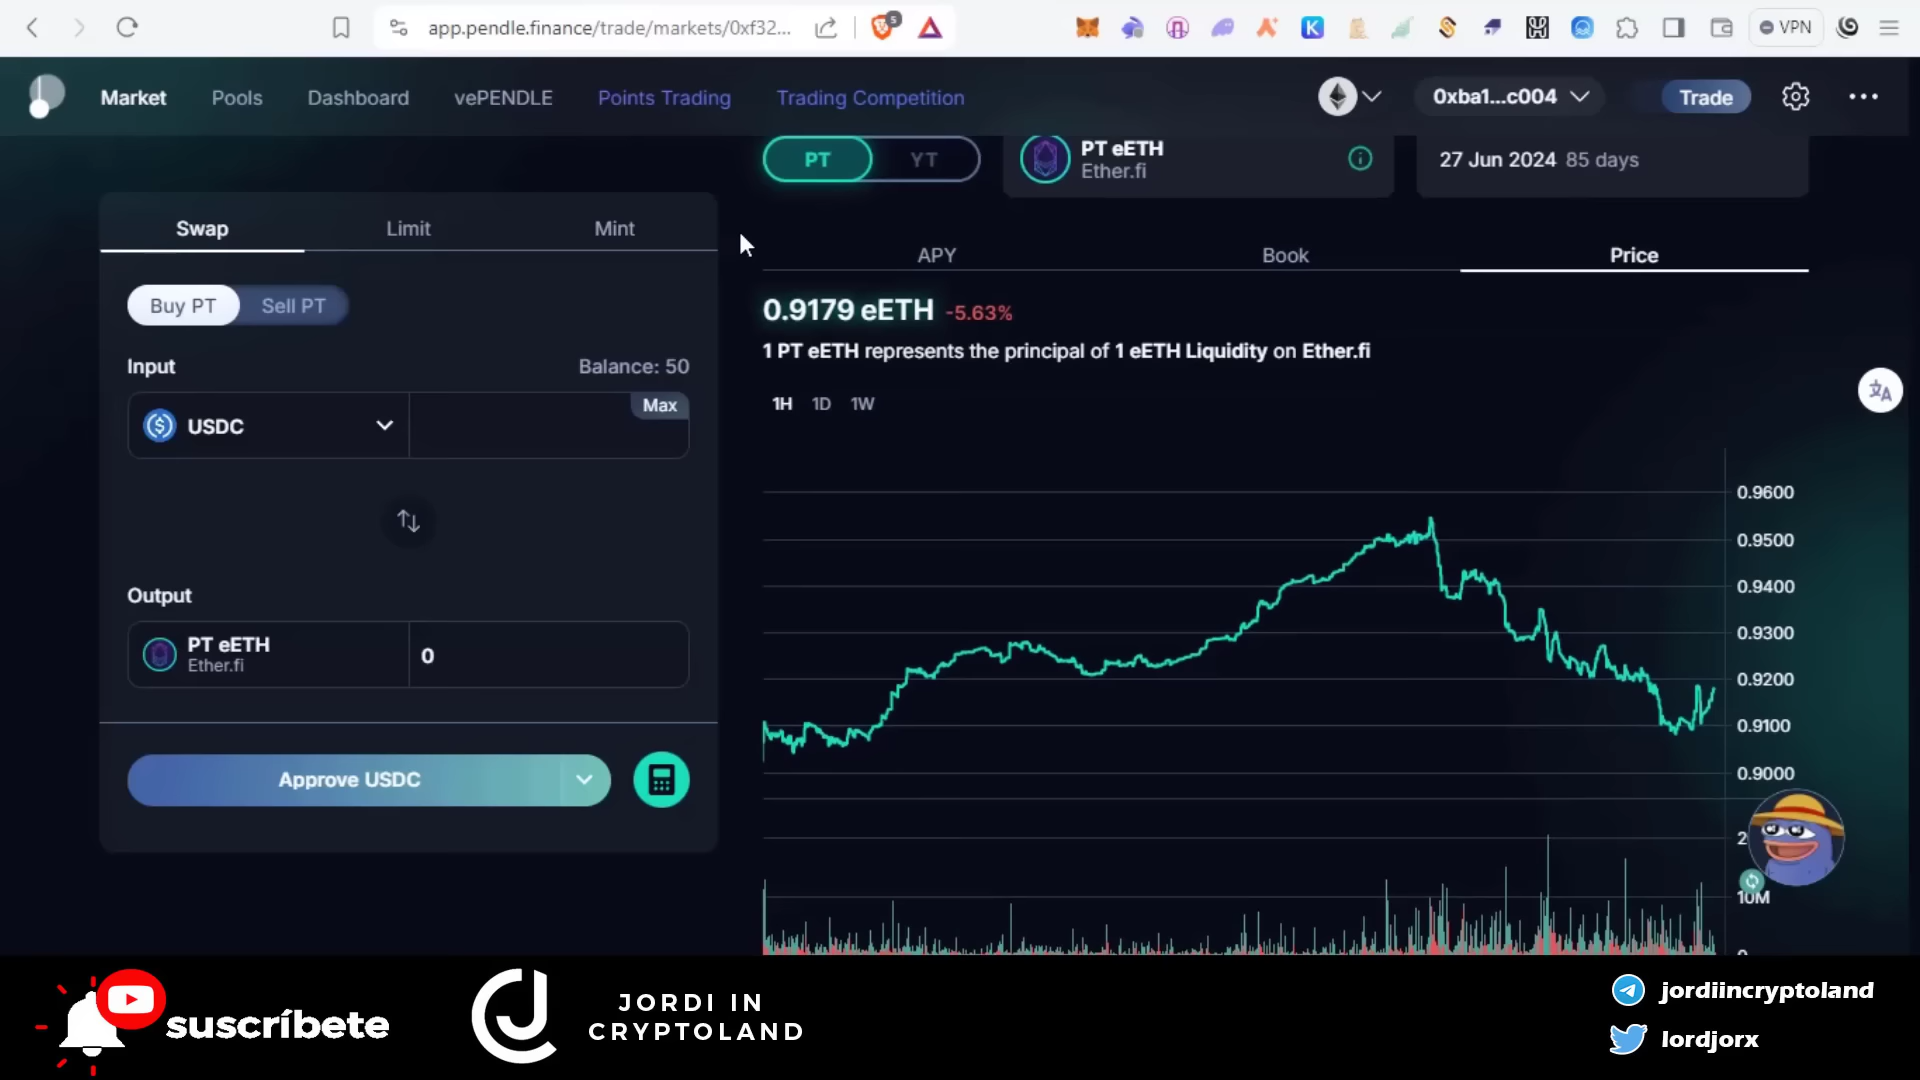 app.pendle.finance/trade/markets/0xf32...
5
VPN
Market
Pools
Dashboard
vePENDLE
Points Trading
Trading Competition
0xba1...c004
Trade
PT
YT
PT eETH
Ether.fi
27 Jun 2024 85 days
Swap
Limit
Mint
APY
Book
Price
Buy PT
Sell PT
0.9179 eETH -5.63%
1 PT eETH represents the principal of 1 eETH Liquidity on Ether.fi
Input
Balance: 50
1H 1D 1W
USDC
Max
Output
PT eETH
Ether.fi
0
Approve USDC
0.9600
0.9500
0.9400
0.9300
0.9200
0.9100
0.9000
10M
suscríbete
JORDI IN
CRYPTOLAND
jordiincryptoland
lordjorx